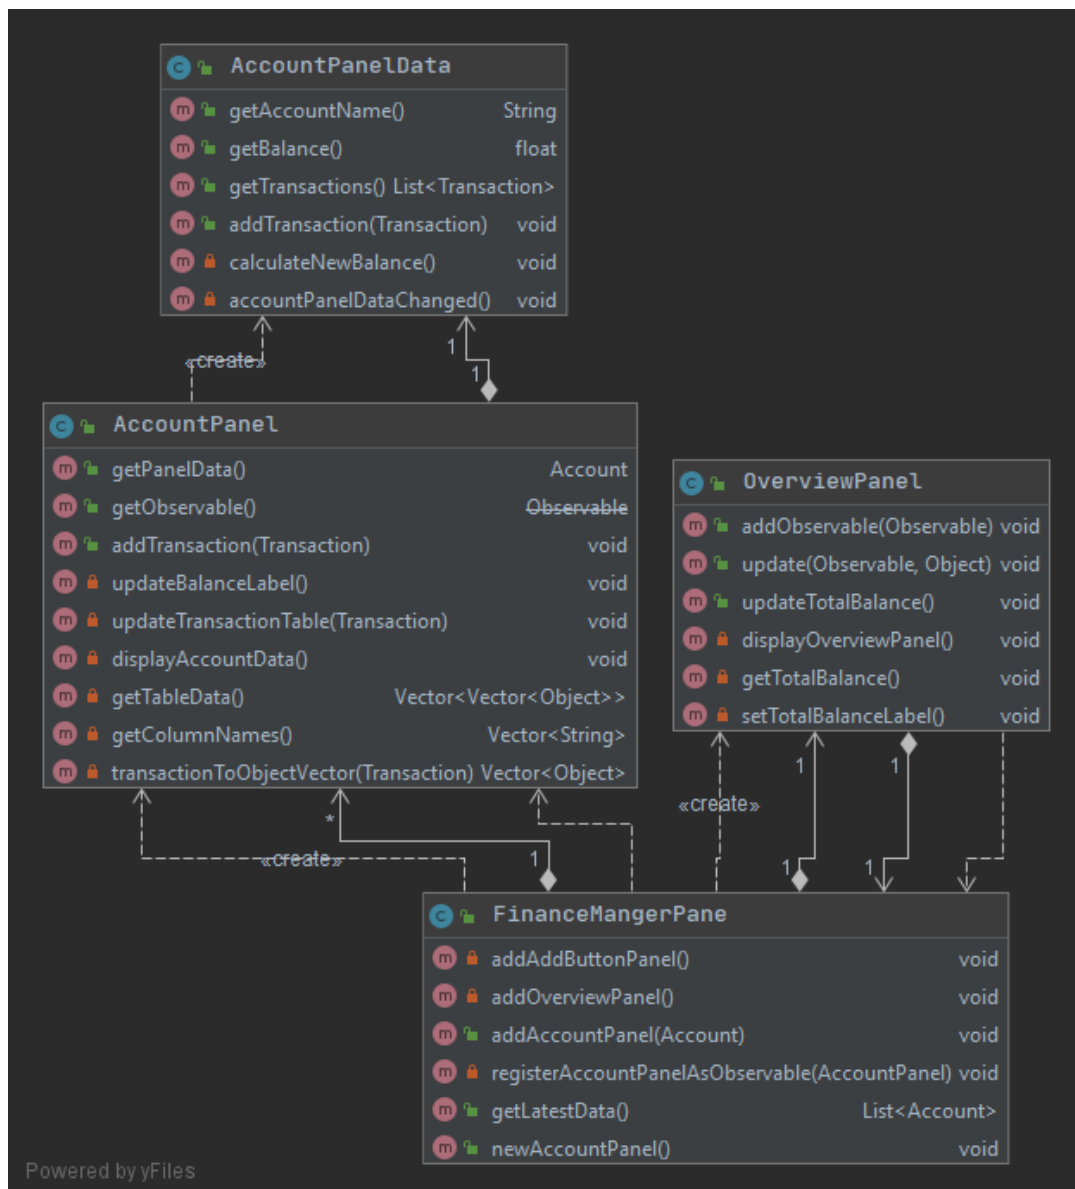 AccountPanelData
getAccountName() String
getBalance() float
getTransactions() List<Transaction>
addTransaction(Transaction) void
calculateNewBalance() void
accountPanelDataChanged() void
«create»
1
1
AccountPanel
getPanelData() Account
getObservable() Observable
addTransaction(Transaction) void
updateBalanceLabel() void
updateTransactionTable(Transaction) void
displayAccountData() void
getTableData() Vector<Vector<Object>>
getColumnNames() Vector<String>
transactionToObjectVector(Transaction) Vector<Object>
OverviewPanel
addObservable(Observable) void
update(Observable, Object) void
updateTotalBalance() void
displayOverviewPanel() void
getTotalBalance() void
setTotalBalanceLabel() void
*
«create»
1
«create»
1
1
1
1
FinanceMangerPane
addAddButtonPanel() void
addOverviewPanel() void
addAccountPanel(Account) void
registerAccountPanelAsObservable(AccountPanel) void
getLatestData() List<Account>
newAccountPanel() void
Powered by yFiles